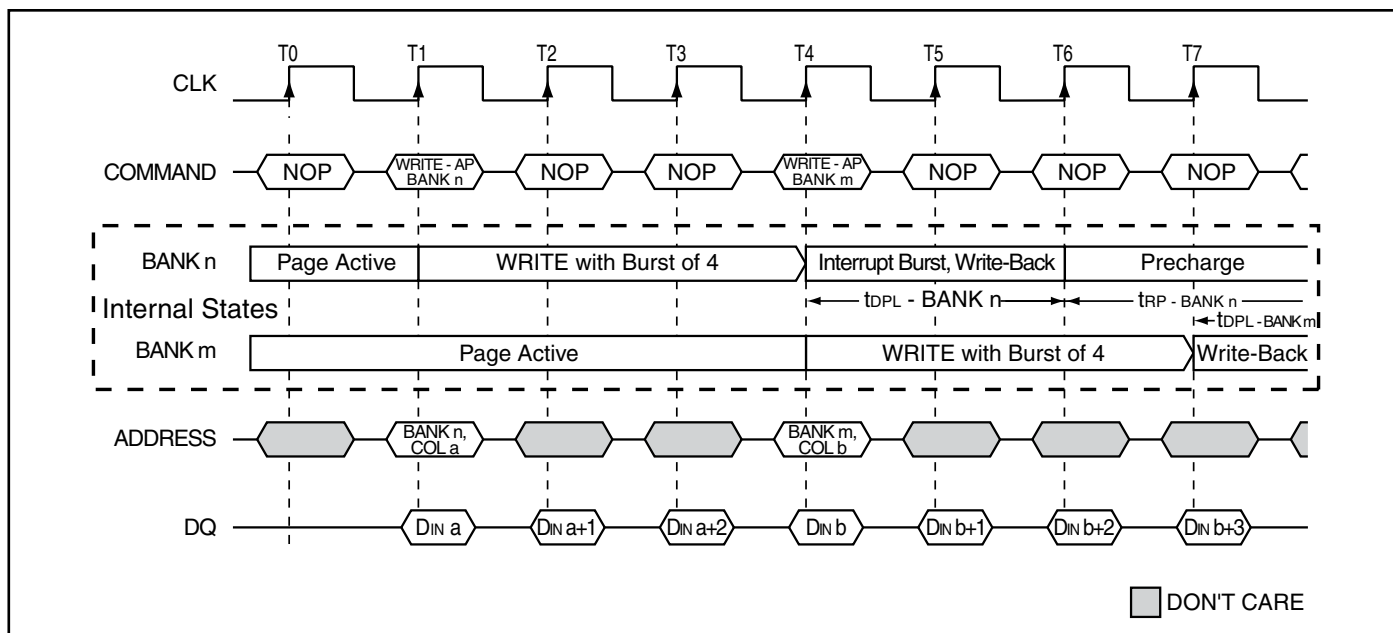 T0 T1 T2 T3 T4 T5 T6 T7
CLK
COMMAND NOP WRITE - AP BANK n NOP NOP WRITE - AP BANK m NOP NOP NOP
BANK n Page Active WRITE with Burst of 4 Interrupt Burst, Write-Back Precharge
Internal States tDPL - BANK n tRP - BANK n
tDPL - BANK m
BANK m Page Active WRITE with Burst of 4 Write-Back
ADDRESS BANK n, COL a BANK m, COL b
DQ DIN a DIN a+1 DIN a+2 DIN b DIN b+1 DIN b+2 DIN b+3
DON'T CARE